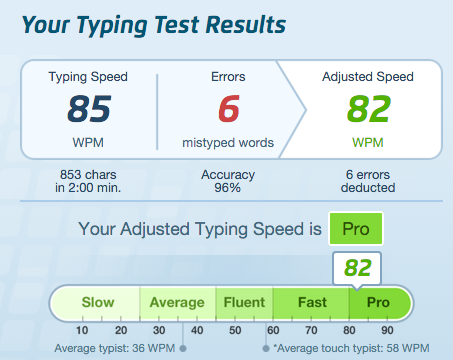 Your Typing Test Results
Typing Speed Errors Adjusted Speed
85 6 82
WPM mistyped words WPM
853 chars Accuracy 6 errors
in 2:00 min. 96% deducted
Your Adjusted Typing Speed is Pro
82
Slow Average Fluent Fast Pro
10 20 30 40 50 60 70 80 90
Average typist: 36 WPM *Average touch typist: 58 WPM